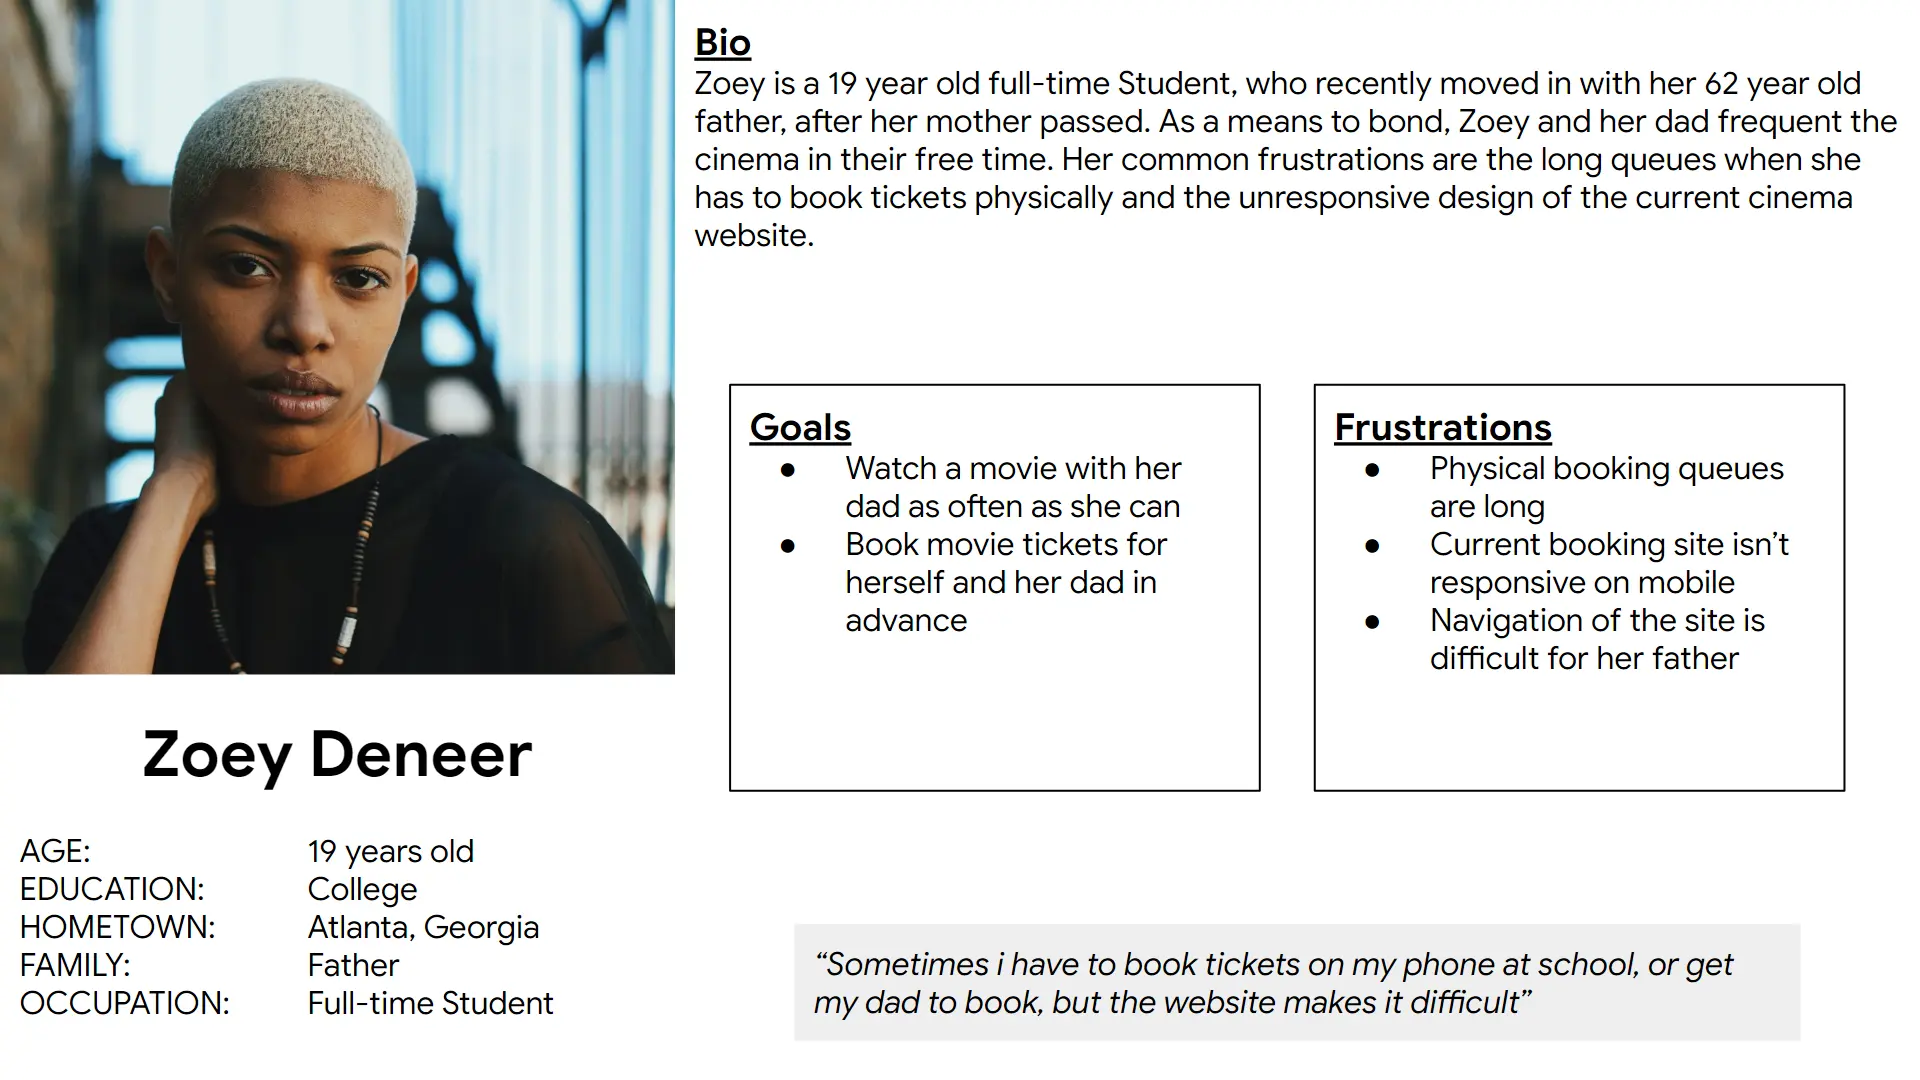 Bio
Zoey is a 19 year old full-time Student, who recently moved in with her 62 year old
father, after her mother passed. As a means to bond, Zoey and her dad frequent the
cinema in their free time. Her common frustrations are the long queues when she
has to book tickets physically and the unresponsive design of the current cinema
website.
Goals
● Watch a movie with her
dad as often as she can
● Book movie tickets for
herself and her dad in
advance
Frustrations
● Physical booking queues
are long
● Current booking site isn’t
responsive on mobile
● Navigation of the site is
difficult for her father
Zoey Deneer
AGE: 19 years old
EDUCATION: College
HOMETOWN: Atlanta, Georgia
FAMILY: Father
OCCUPATION: Full-time Student
“Sometimes i have to book tickets on my phone at school, or get
my dad to book, but the website makes it difficult”